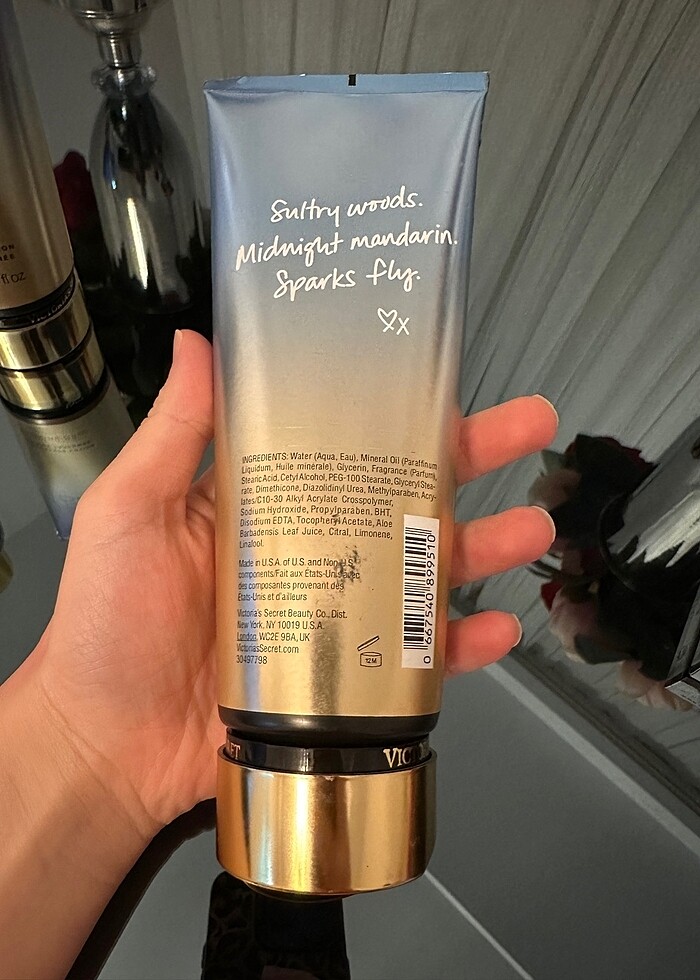 Sultry woods.
Midnight mandarin.
Sparks fly.
X
INGREDIENTS: Water (Aqua, Eau), Mineral Oil (Paraffinum
Liquidum, Huile minérale), Glycerin, Fragrance (Parfum),
Stearic Acid, Cetyl Alcohol, PEG-100 Stearate, Glyceryl Stea-
rate, Dimethicone, Diazolidinyl Urea, Methylparaben, Acry-
lates/C10-30 Alkyl Acrylate Crosspolymer,
Sodium Hydroxide, Propylparaben, BHT,
Disodium EDTA, Tocopheryl Acetate, Aloe
Barbadensis Leaf Juice, Citral, Limonene,
Linalool.
Made in U.S.A. of U.S. and Non-U.S.
components/Fait aux États-Unis avec
des composantes provenant des
États-Unis et d'ailleurs
Victoria's Secret Beauty Co., Dist.
New York, NY 10019 U.S.A.
London, WC2E 9BA, UK
VictoriasSecret.com
30497798
12M
0 667540 899510
fl oz